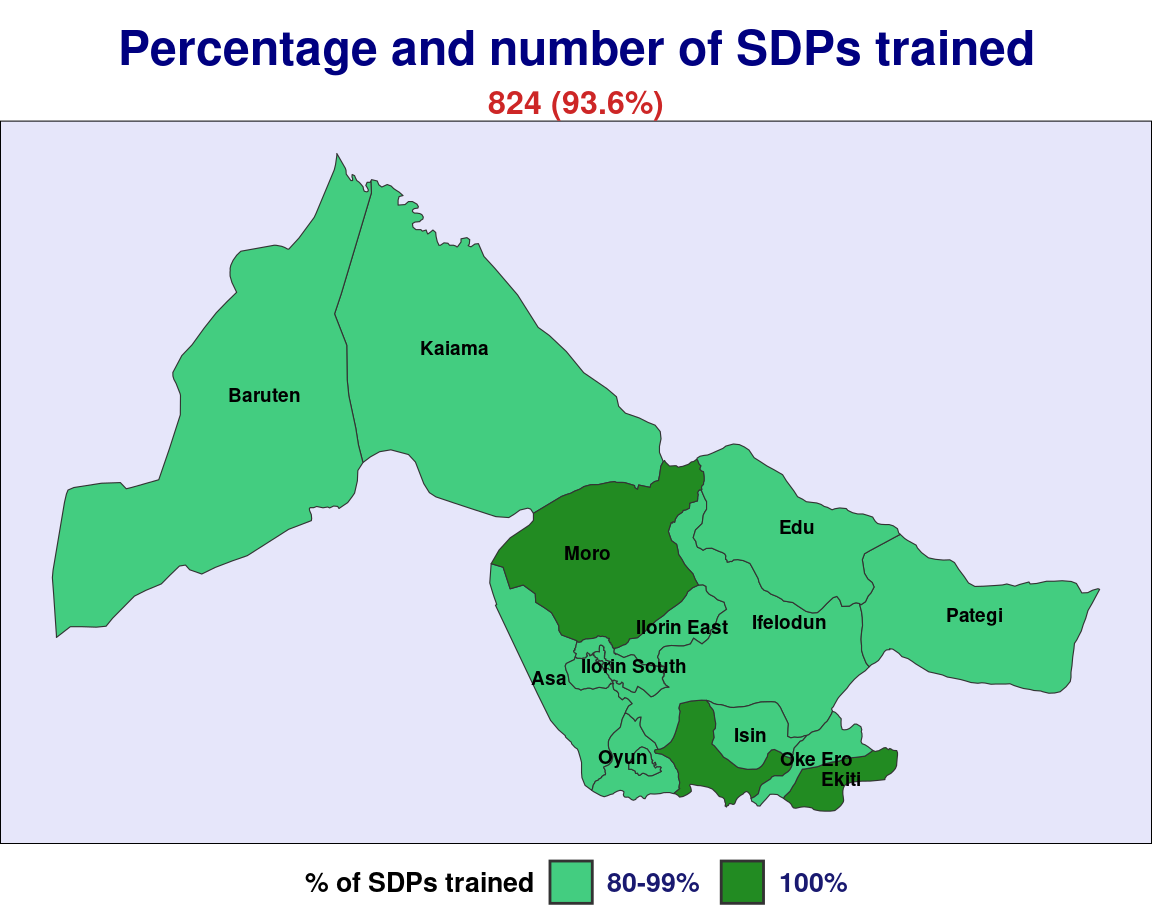 Percentage and number of SDPs trained
824 (93.6%)
Kaiama
Baruten
Edu
Moro
Pategi
Ifelodun
Ilorin East
Ilorin South
Asa
Isin
Oyun
Oke Ero
Ekiti
% of SDPs trained 80-99% 100%